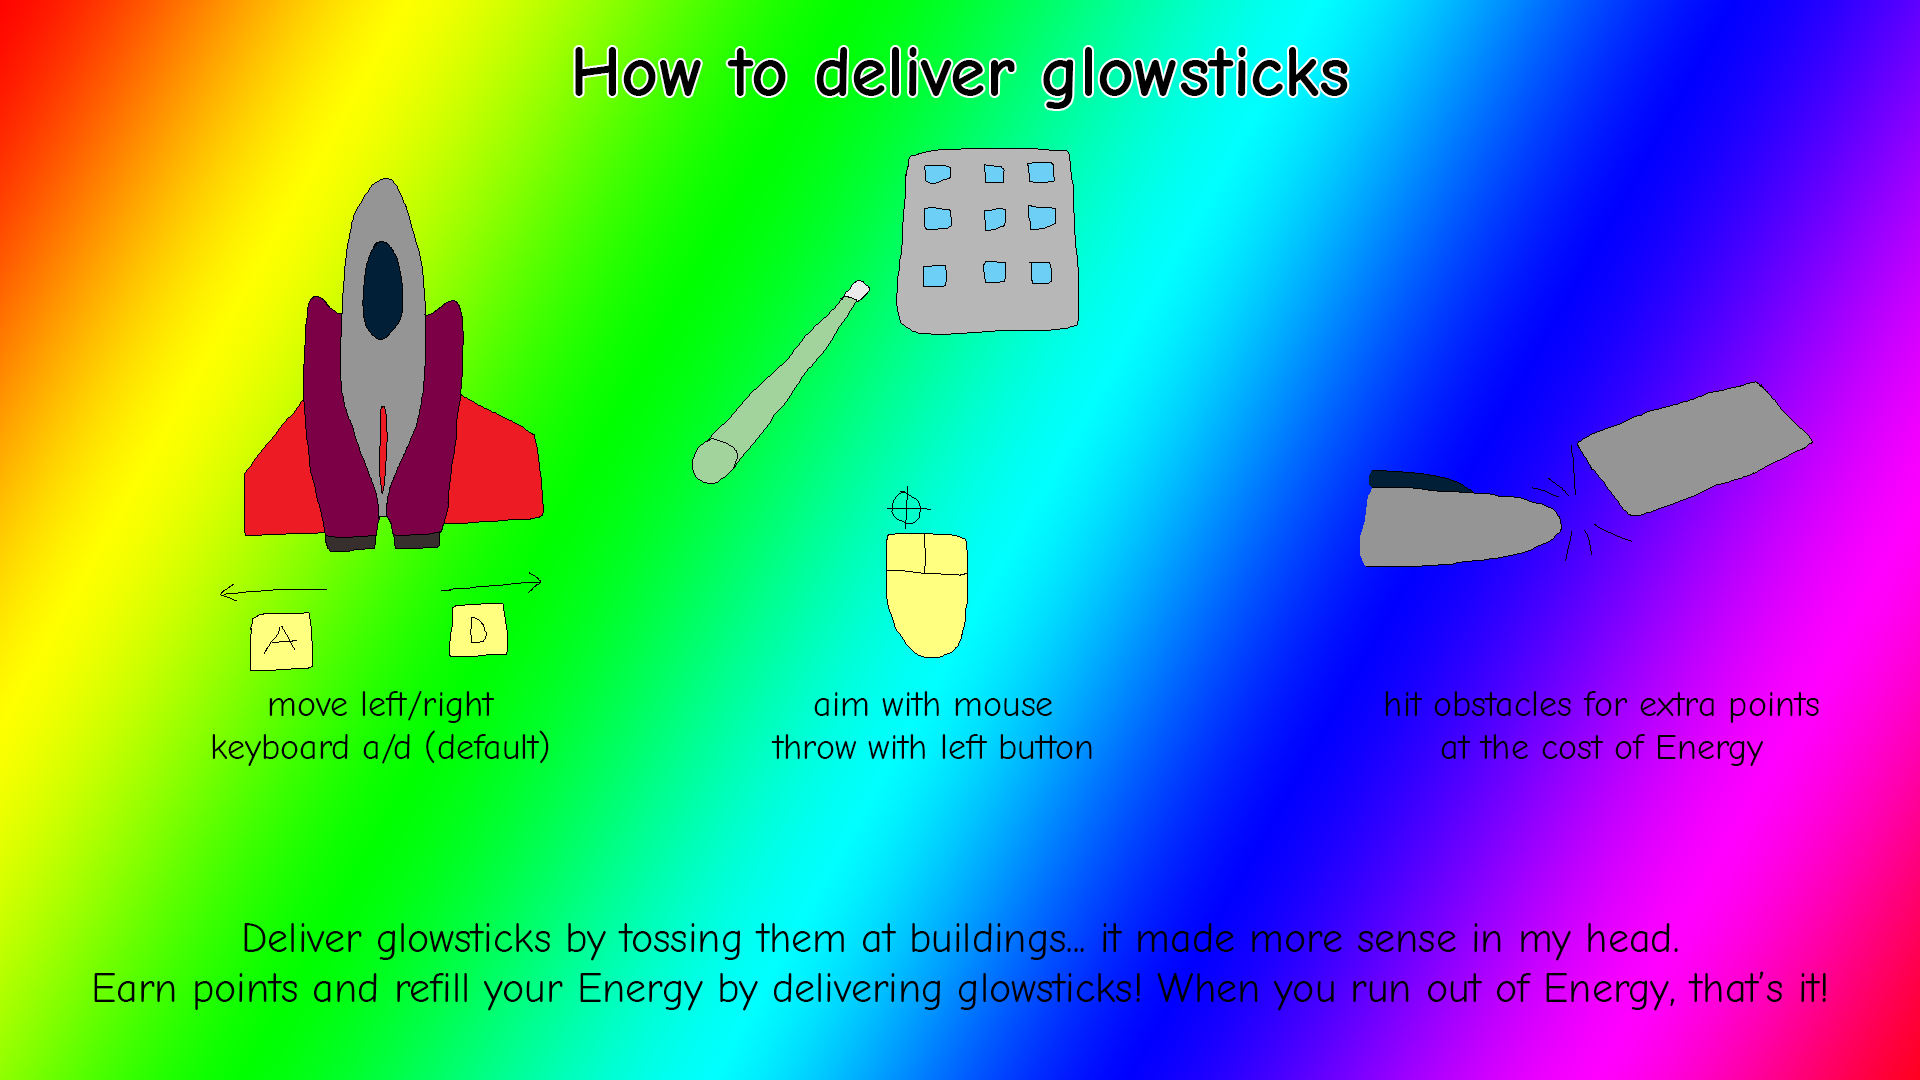 How to deliver glowsticks
A
D
move left/right
keyboard a/d (default)
aim with mouse
throw with left button
hit obstacles for extra points
at the cost of Energy
Deliver glowsticks by tossing them at buildings... it made more sense in my head.
Earn points and refill your Energy by delivering glowsticks! When you run out of Energy, that's it!